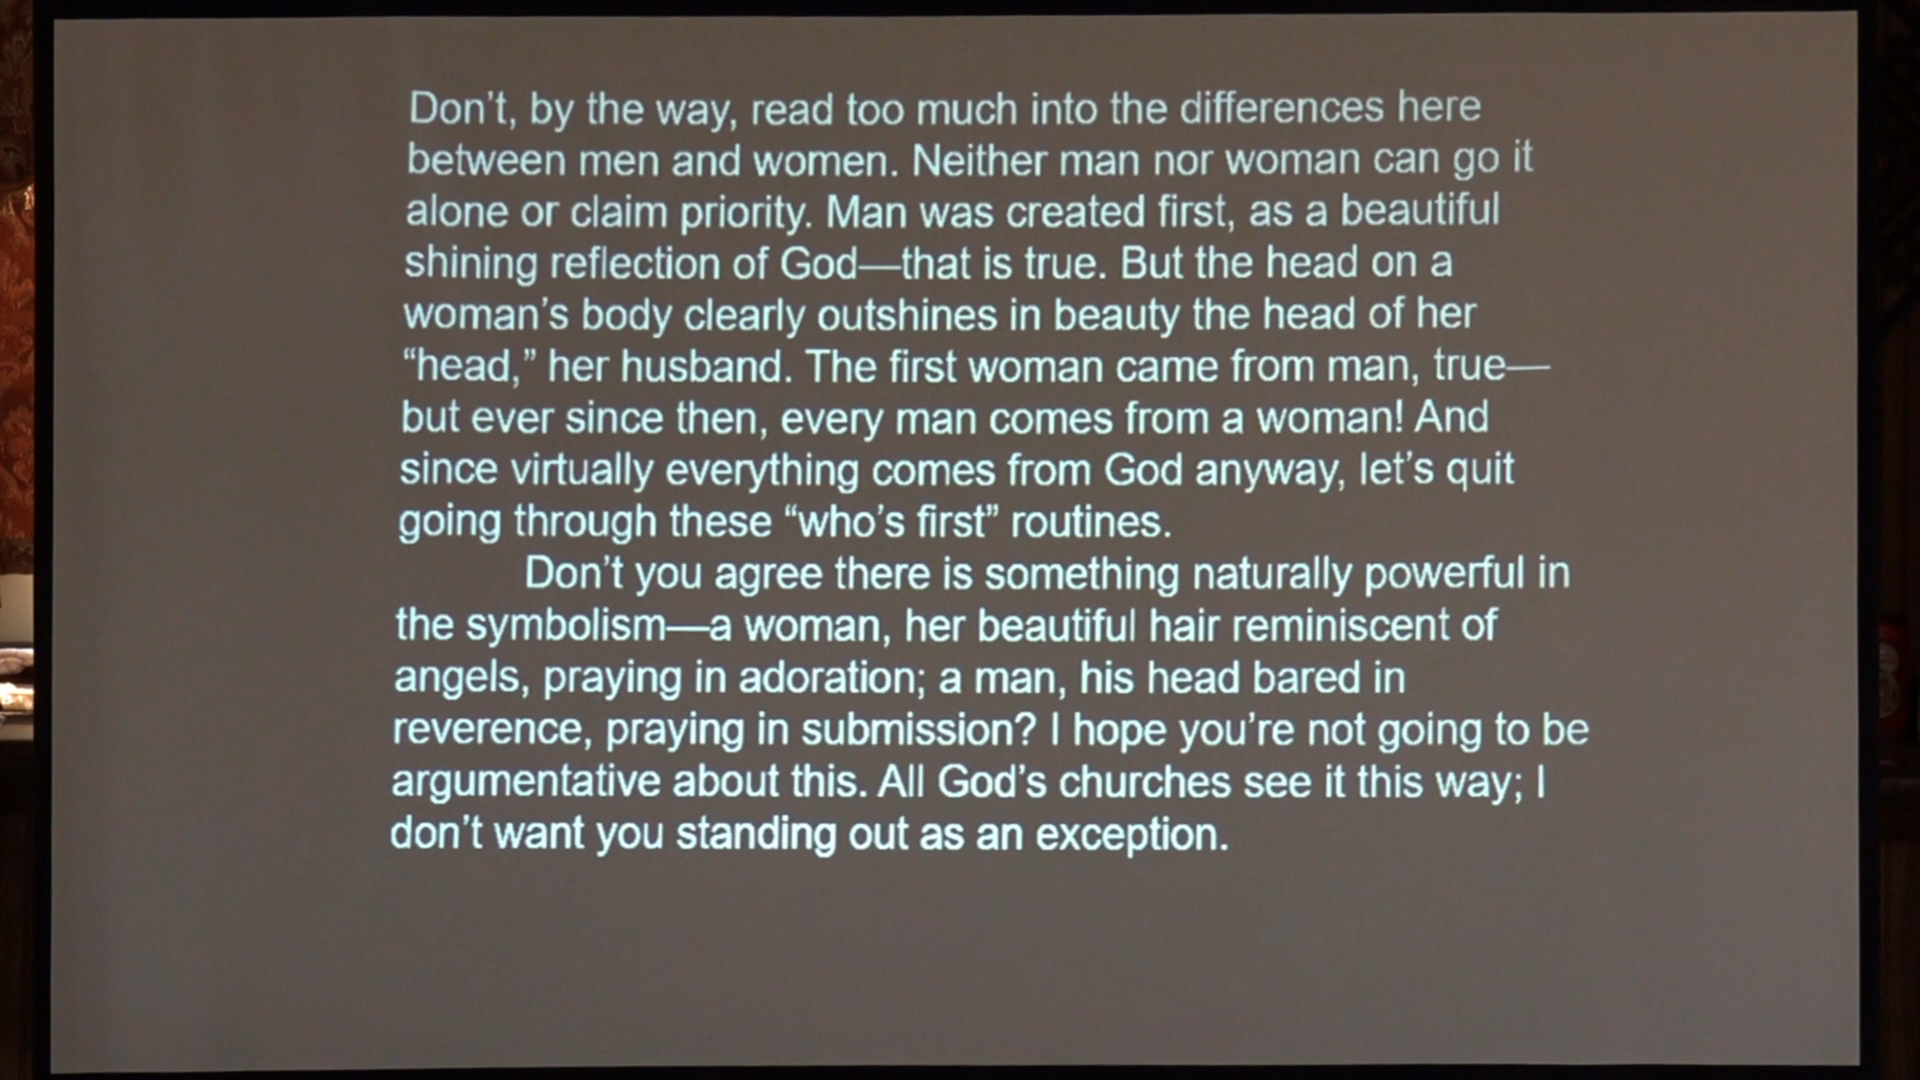 Don’t, by the way, read too much into the differences here
between men and women. Neither man nor woman can go it
alone or claim priority. Man was created first, as a beautiful
shining reflection of God—that is true. But the head on a
woman’s body clearly outshines in beauty the head of her
“head,” her husband. The first woman came from man, true—
but ever since then, every man comes from a woman! And
since virtually everything comes from God anyway, let’s quit
going through these “who’s first” routines.
Don’t you agree there is something naturally powerful in
the symbolism—a woman, her beautiful hair reminiscent of
angels, praying in adoration; a man, his head bared in
reverence, praying in submission? I hope you’re not going to be
argumentative about this. All God’s churches see it this way; I
don’t want you standing out as an exception.